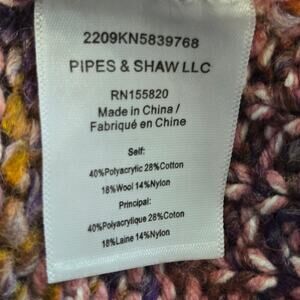 2209KN5839768
PIPES & SHAW LLC
RN155820
Made in China /
Fabriqué en Chine
Self:
40%Polyacrylic 28%Cotton
18%Wool 14%Nylon
Principal:
40%Polyacrylique 28%Coton
18%Laine 14%Nylon